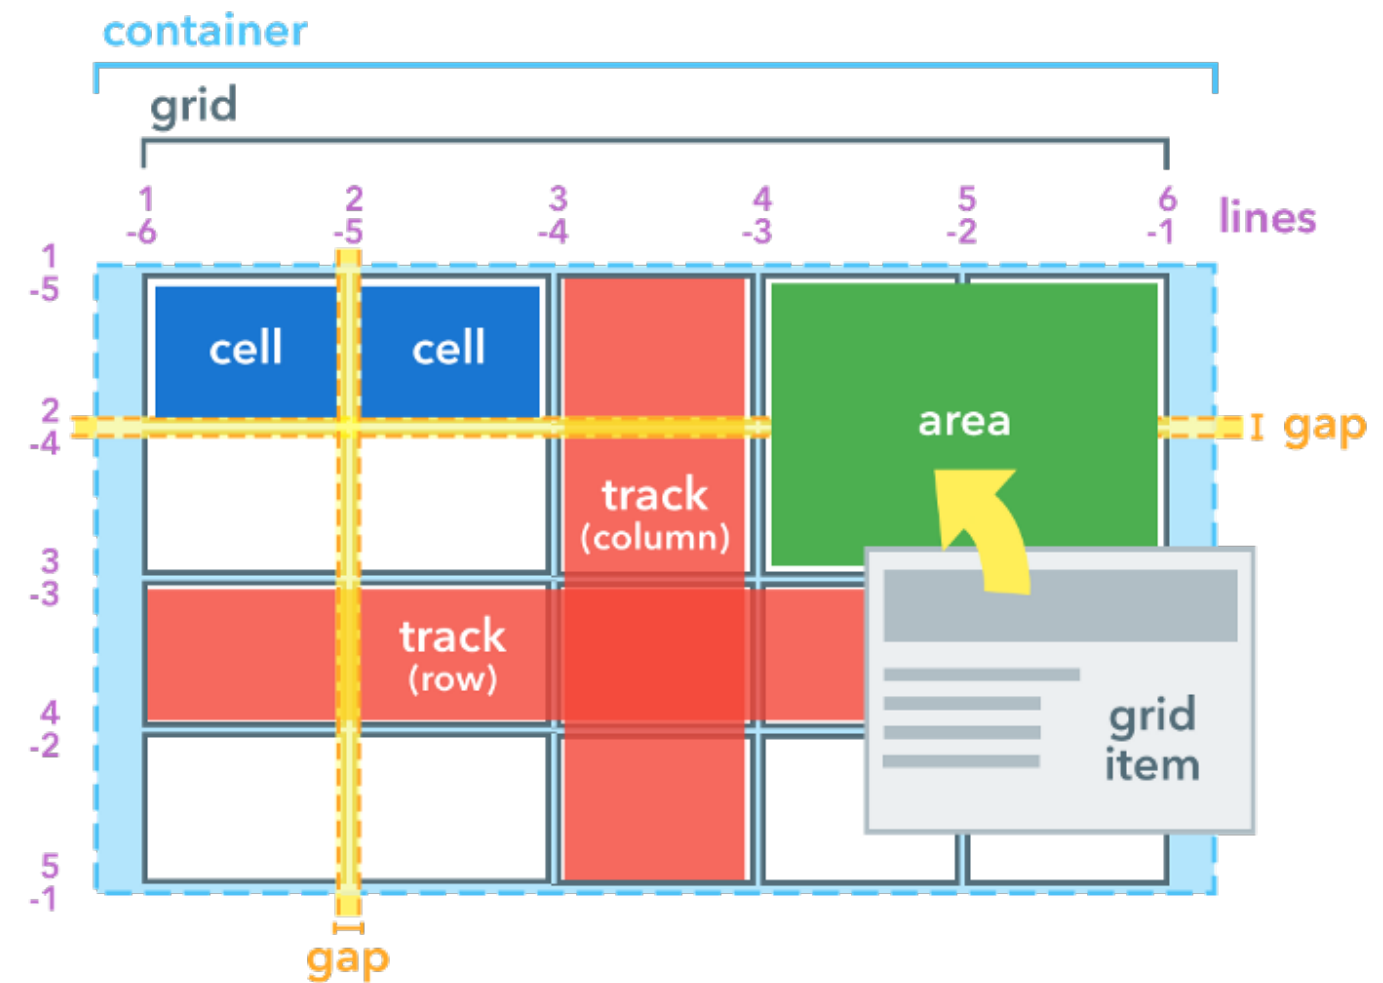 container
grid
1 2 3 4 5 6
-6 -5 -4 -3 -2 -1
lines
1
-5
cell cell
2
-4
area
gap
track
(column)
3
-3
track
(row)
4
-2
grid
item
5
-1
gap